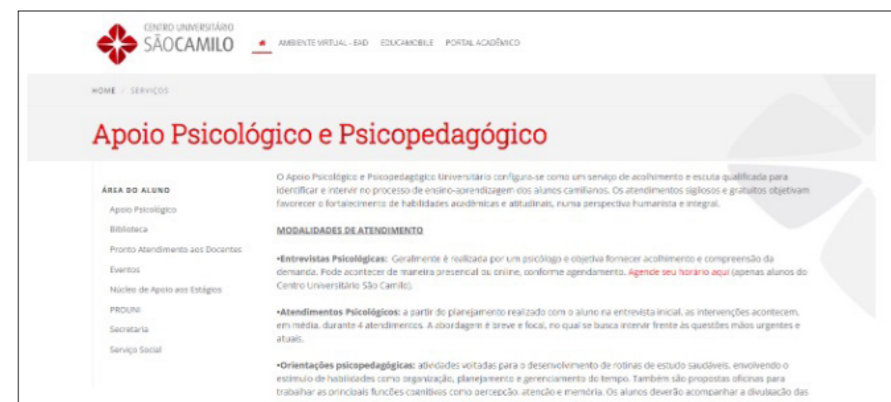 CENTRO UNIVERSITÁRIO
SÃO CAMILO
AMBIENTE VIRTUAL - EAD EDUCAMOBILE PORTAL ACADÊMICO
HOME / SERVIÇOS
Apoio Psicológico e Psicopedagógico
ÁREA DO ALUNO
Apoio Psicológico
Biblioteca
Pronto Atendimento aos Docentes
Eventos
Núcleo de Apoio aos Estágios
PROUNI
Secretaria
Serviço Social
O Apoio Psicológico e Psicopedagógico Universitário configura-se como um serviço de acolhimento e escuta qualificada para
identificar e intervir no processo de ensino-aprendizagem dos alunos camilianos. Os atendimentos sigilosos e gratuitos objetivam
favorecer o fortalecimento de habilidades acadêmicas e atitudinais, numa perspectiva humanista e integral.
MODALIDADES DE ATENDIMENTO
•Entrevistas Psicológicas: Geralmente é realizada por um psicólogo e objetiva fornecer acolhimento e compreensão da
demanda. Pode acontecer de maneira presencial ou online, conforme agendamento. Agende seu horário aqui (apenas alunos do
Centro Universitário São Camilo).
•Atendimentos Psicológicos: a partir do planejamento realizado com o aluno na entrevista inicial, as intervenções acontecem,
em média, durante 4 atendimentos. A abordagem é breve e focal, no qual se busca intervir frente às questões mãos urgentes e
atuais.
•Orientações psicopedagógicas: atividades voltadas para o desenvolvimento de rotinas de estudo saudáveis, envolvendo o
estímulo de habilidades como organização, planejamento e gerenciamento do tempo. Também são propostas oficinas para
trabalhar as principais funções cognitivas como percepção, atenção e memória. Os alunos deverão acompanhar a divulgação das